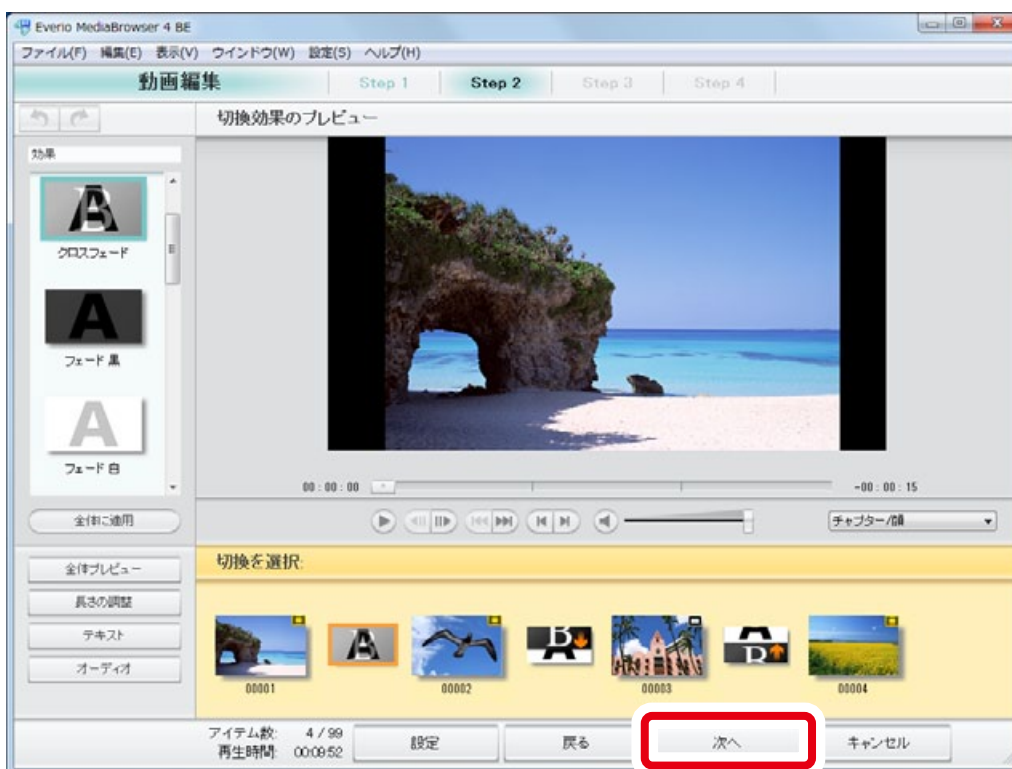 Everio MediaBrowser 4 BE
ファイル(F) 編集(E) 表示(V) ウインドウ(W) 設定(S) ヘルプ(H)
動画編集 Step 1 Step 2 Step 3 Step 4
切換効果のプレビュー
効果
クロスフェード
フェード 黒
フェード 白
00 : 00 : 00 -00 : 00 : 15
全体に適用 チャプター/顔
切換を選択:
全体プレビュー
長さの調整
テキスト
オーディオ
00001 00002 00003 00004
アイテム数: 4 / 99
再生時間: 00:09:52
設定 戻る 次へ キャンセル